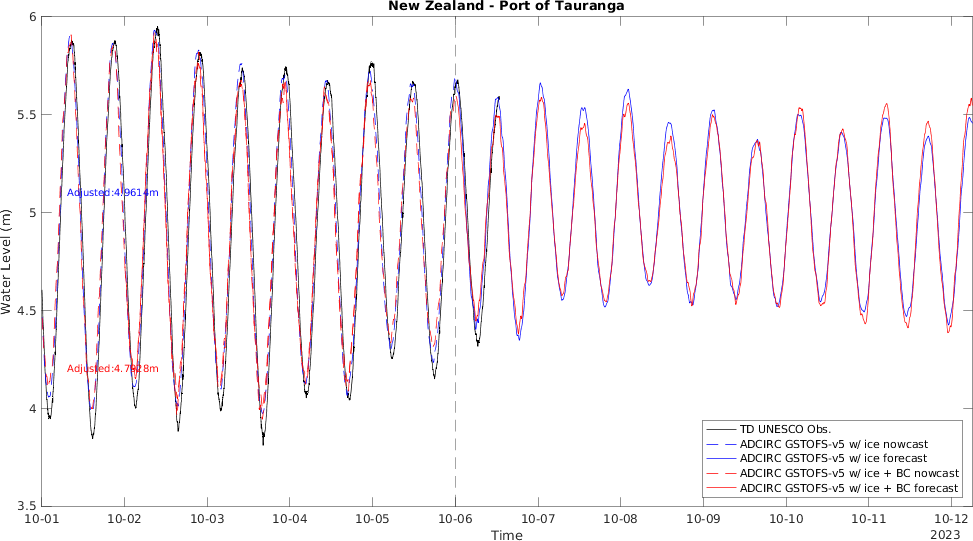 New Zealand - Port of Tauranga
6
5.5
5
4.5
4
3.5
Water Level (m)
Adjusted:4.9614m
Adjusted:4.7928m
TD UNESCO Obs.
ADCIRC GSTOFS-v5 w/ ice nowcast
ADCIRC GSTOFS-v5 w/ ice forecast
ADCIRC GSTOFS-v5 w/ ice + BC nowcast
ADCIRC GSTOFS-v5 w/ ice + BC forecast
10-01 10-02 10-03 10-04 10-05 10-06 10-07 10-08 10-09 10-10 10-11 10-12
Time
2023